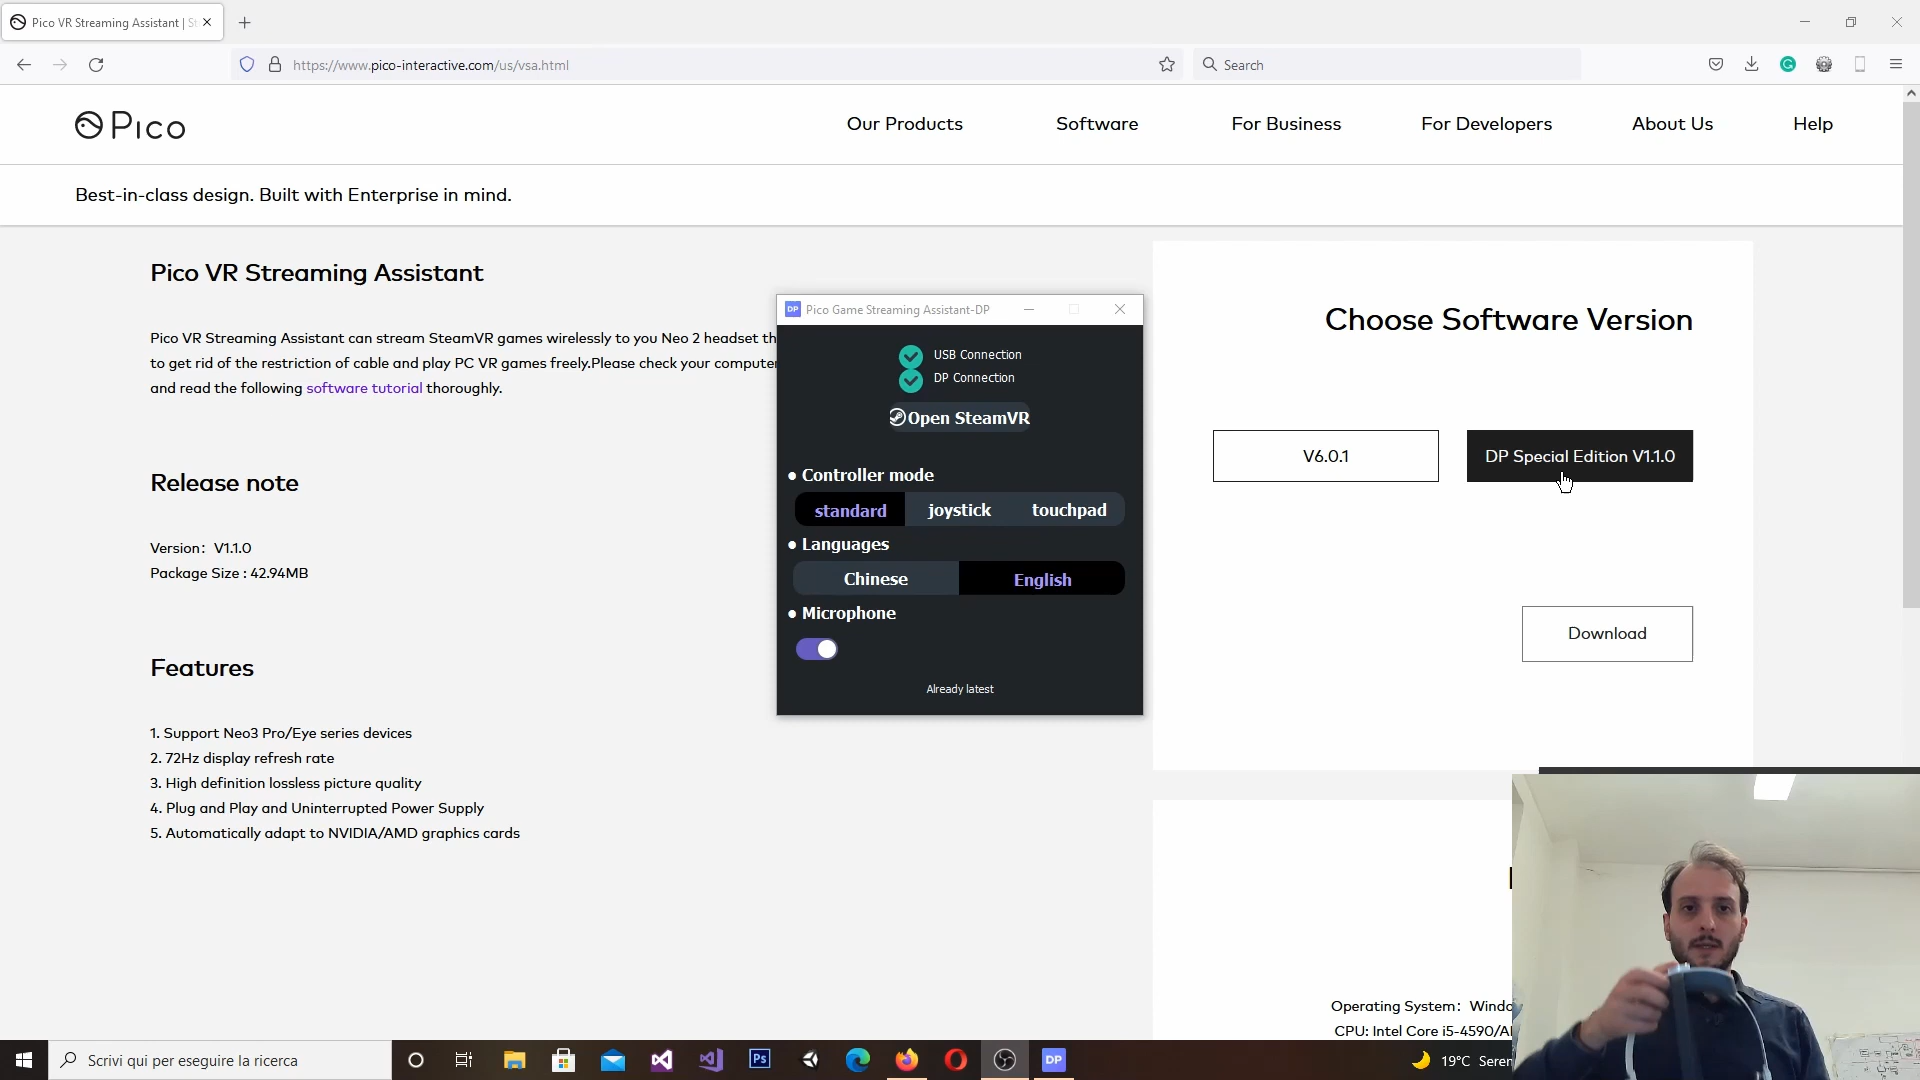 Pico VR Streaming Assistant | St
https://www.pico-interactive.com/us/vsa.html
Search
Pico
Our Products
Software
For Business
For Developers
About Us
Help
Best-in-class design. Built with Enterprise in mind.
Pico VR Streaming Assistant
Pico VR Streaming Assistant can stream SteamVR games wirelessly to you Neo 2 headset th
to get rid of the restriction of cable and play PC VR games freely.Please check your computer
and read the following software tutorial thoroughly.
Release note
Version： V1.1.0
Package Size : 42.94MB
Features
1. Support Neo3 Pro/Eye series devices
2. 72Hz display refresh rate
3. High definition lossless picture quality
4. Plug and Play and Uninterrupted Power Supply
5. Automatically adapt to NVIDIA/AMD graphics cards
DP
Pico Game Streaming Assistant-DP
USB Connection
DP Connection
Open SteamVR
● Controller mode
standard
joystick
touchpad
● Languages
Chinese
English
● Microphone
Already latest
Choose Software Version
V6.0.1
DP Special Edition V1.1.0
Download
Operating System： Windo
CPU: Intel Core i5-4590/A
Scrivi qui per eseguire la ricerca
Ps
DP
19°C Seren